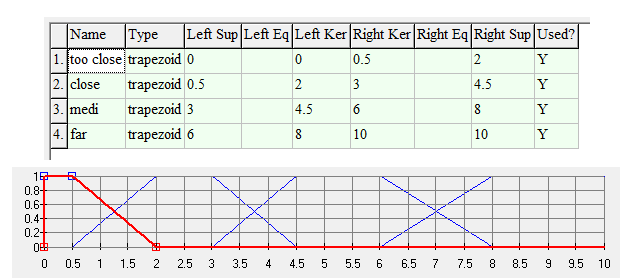 Name Type Left Sup Left Eq Left Ker Right Ker Right Eq Right Sup Used?
1. too close trapezoid 0 0 0.5 2 Y
2. close trapezoid 0.5 2 3 4.5 Y
3. medi trapezoid 3 4.5 6 8 Y
4. far trapezoid 6 8 10 10 Y
1
0.8
0.6
0.4
0.2
0
0 0.5 1 1.5 2 2.5 3 3.5 4 4.5 5 5.5 6 6.5 7 7.5 8 8.5 9 9.5 10